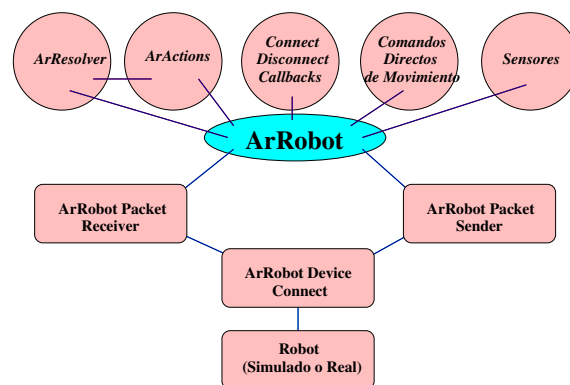 ArResolver
ArActions
Connect
Disconnect
Callbacks
Comandos
Directos
de Movimiento
Sensores
ArRobot
ArRobot Packet
Receiver
ArRobot Packet
Sender
ArRobot Device
Connect
Robot
(Simulado o Real)